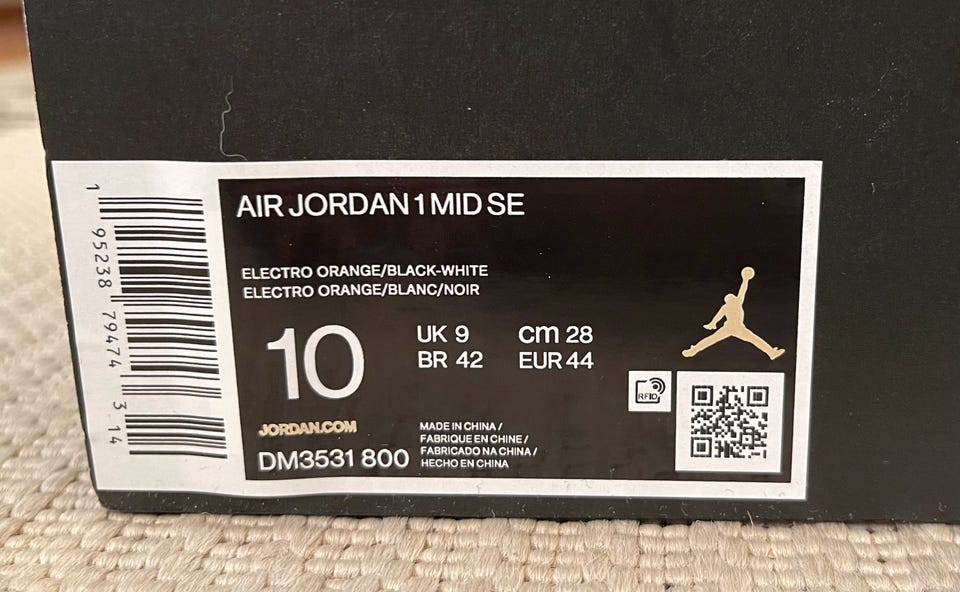 AIR JORDAN 1 MID SE
ELECTRO ORANGE/BLACK-WHITE
ELECTRO ORANGE/BLANC/NOIR
10
UK 9 cm 28
BR 42 EUR 44
JORDAN.COM
DM3531 800
MADE IN CHINA /
FABRIQUE EN CHINE /
FABRICADO NA CHINA /
HECHO EN CHINA
RFID
1 95238 79474 3 14